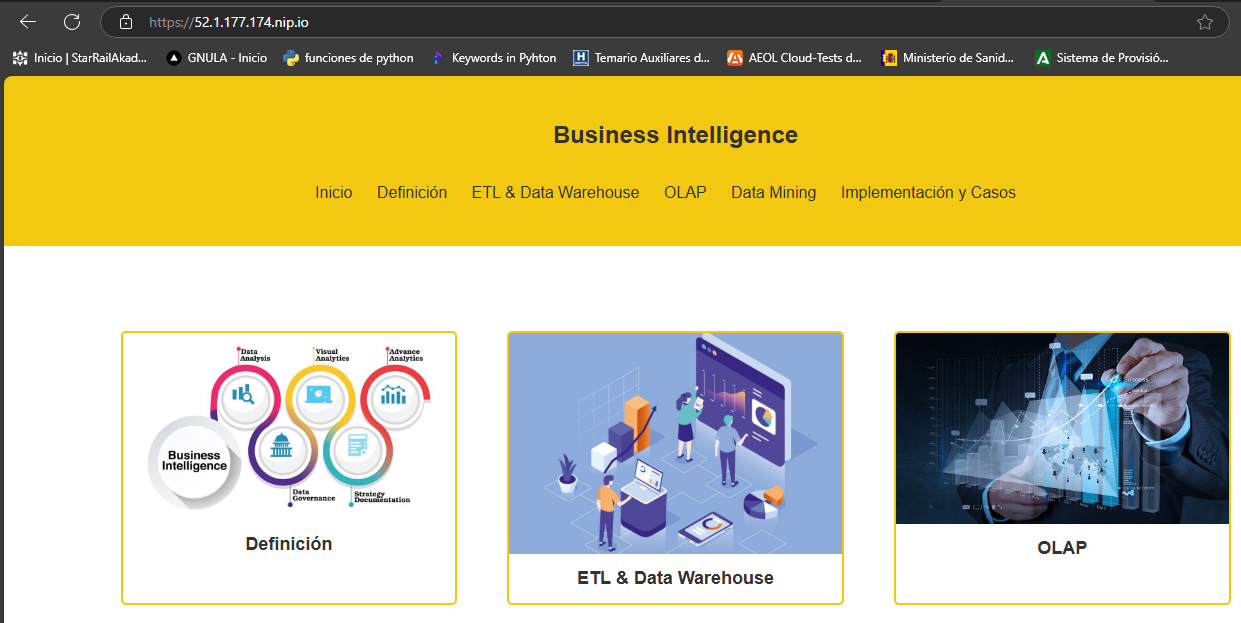 https://52.1.177.174.nip.io
Inicio | StarRailAkad... GNULA - Inicio funciones de python Keywords in Pyhton Temario Auxiliares d... AEOL Cloud-Tests d... Ministerio de Sanid... Sistema de Provisió...
Business Intelligence
Inicio Definición ETL & Data Warehouse OLAP Data Mining Implementación y Casos
Data Analysis
Visual Analytics
Advance Analytics
Business Intelligence
Data Governance
Strategy Documentation
Business
Definición
ETL & Data Warehouse
OLAP